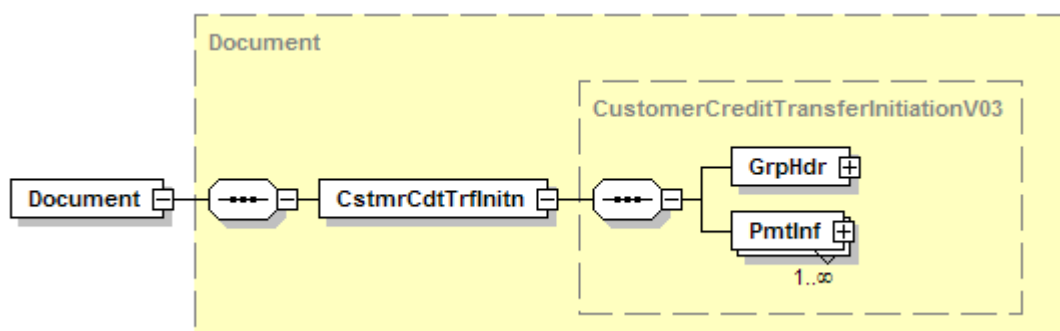 Document
CustomerCreditTransferInitiationV03
GrpHdr
Document
CstmrCdtTrfInitn
PmtInf
1..∞